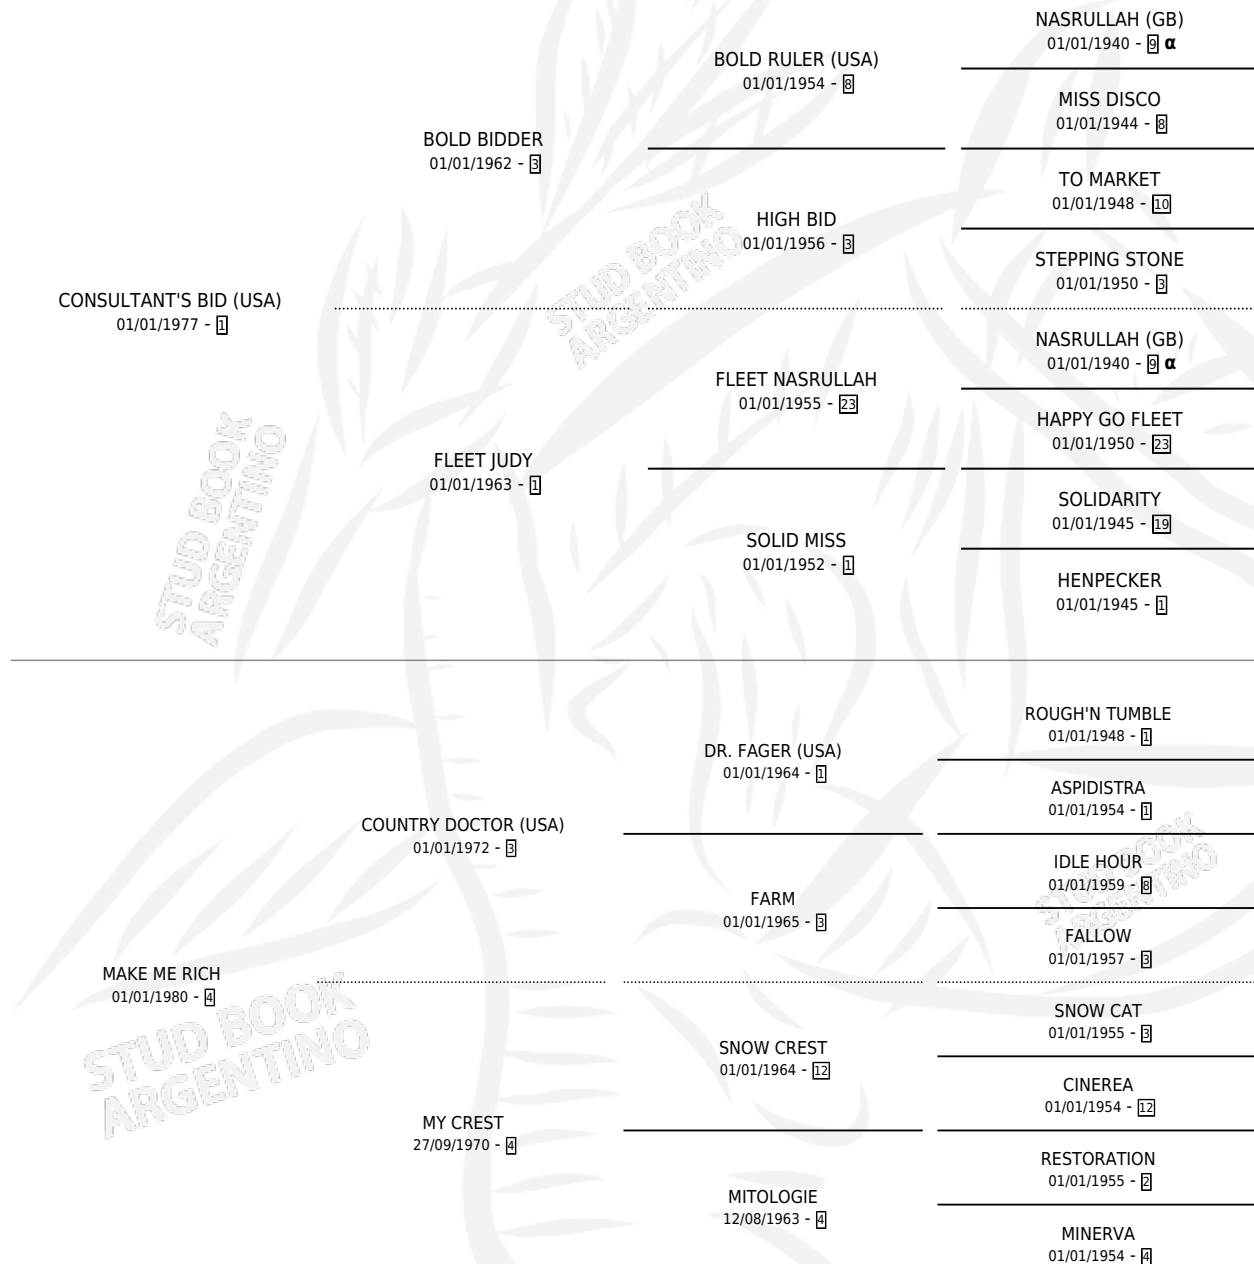 NASRULLAH (GB)
01/01/1940 - 9 α
BOLD RULER (USA)
01/01/1954 - 8
MISS DISCO
01/01/1944 - 8
BOLD BIDDER
01/01/1962 - 3
TO MARKET
01/01/1948 - 10
HIGH BID
01/01/1956 - 3
STEPPING STONE
01/01/1950 - 3
CONSULTANT'S BID (USA)
01/01/1977 - 1
NASRULLAH (GB)
01/01/1940 - 9 α
FLEET NASRULLAH
01/01/1955 - 23
HAPPY GO FLEET
01/01/1950 - 23
FLEET JUDY
01/01/1963 - 1
SOLIDARITY
01/01/1945 - 19
SOLID MISS
01/01/1952 - 1
HENPECKER
01/01/1945 - 1
ROUGH'N TUMBLE
01/01/1948 - 1
DR. FAGER (USA)
01/01/1964 - 1
ASPIDISTRA
01/01/1954 - 1
COUNTRY DOCTOR (USA)
01/01/1972 - 3
IDLE HOUR
01/01/1959 - 8
FARM
01/01/1965 - 3
FALLOW
01/01/1957 - 3
MAKE ME RICH
01/01/1980 - 4
SNOW CAT
01/01/1955 - 3
SNOW CREST
01/01/1964 - 12
CINEREA
01/01/1954 - 12
MY CREST
27/09/1970 - 4
RESTORATION
01/01/1955 - 2
MITOLOGIE
12/08/1963 - 4
MINERVA
01/01/1954 - 4
STUD BOOK
ARGENTINO
STUD BOOK
ARGENTINO
STUD BOOK
ARGENTINO
STUD BOOK
ARGENTINO